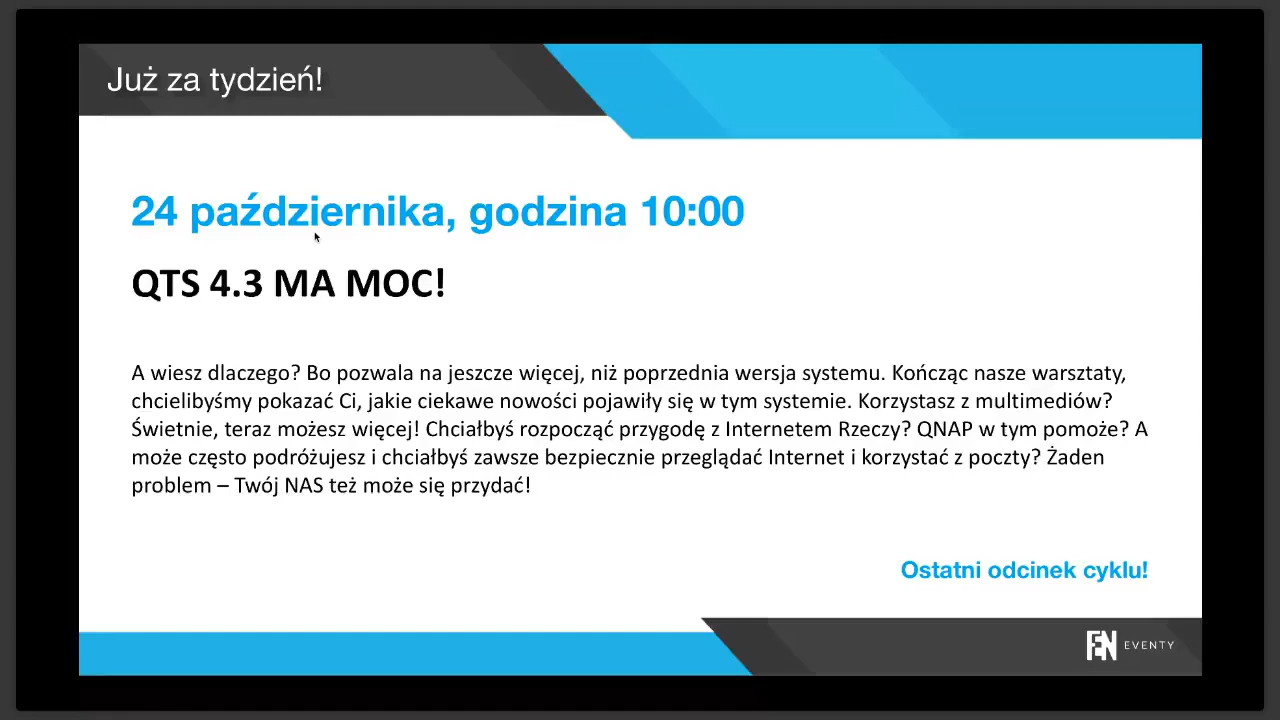 Już za tydzień!
24 października, godzina 10:00
QTS 4.3 MA MOC!
A wiesz dlaczego? Bo pozwala na jeszcze więcej, niż poprzednia wersja systemu. Kończąc nasze warsztaty,
chcielibyśmy pokazać Ci, jakie ciekawe nowości pojawiły się w tym systemie. Korzystasz z multimediów?
Świetnie, teraz możesz więcej! Chciałbyś rozpocząć przygodę z Internetem Rzeczy? QNAP w tym pomoże? A
może często podróżujesz i chciałbyś zawsze bezpiecznie przeglądać Internet i korzystać z poczty? Żaden
problem – Twój NAS też może się przydać!
Ostatni odcinek cyklu!
FEN EVENTY